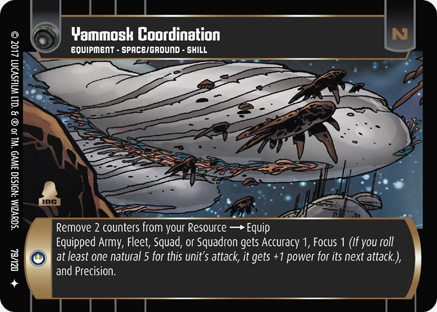 Yammosk Coordination
EQUIPMENT - SPACE/GROUND - SKILL
N
IDC
Remove 2 counters from your Resource → Equip
Equipped Army, Fleet, Squad, or Squadron gets Accuracy 1, Focus 1 (If you roll
at least one natural 5 for this unit's attack, it gets +1 power for its next attack.),
and Precision.
© 2017 LUCASFILM LTD. & ® or TM. GAME DESIGN: WIZARDS.
79/120